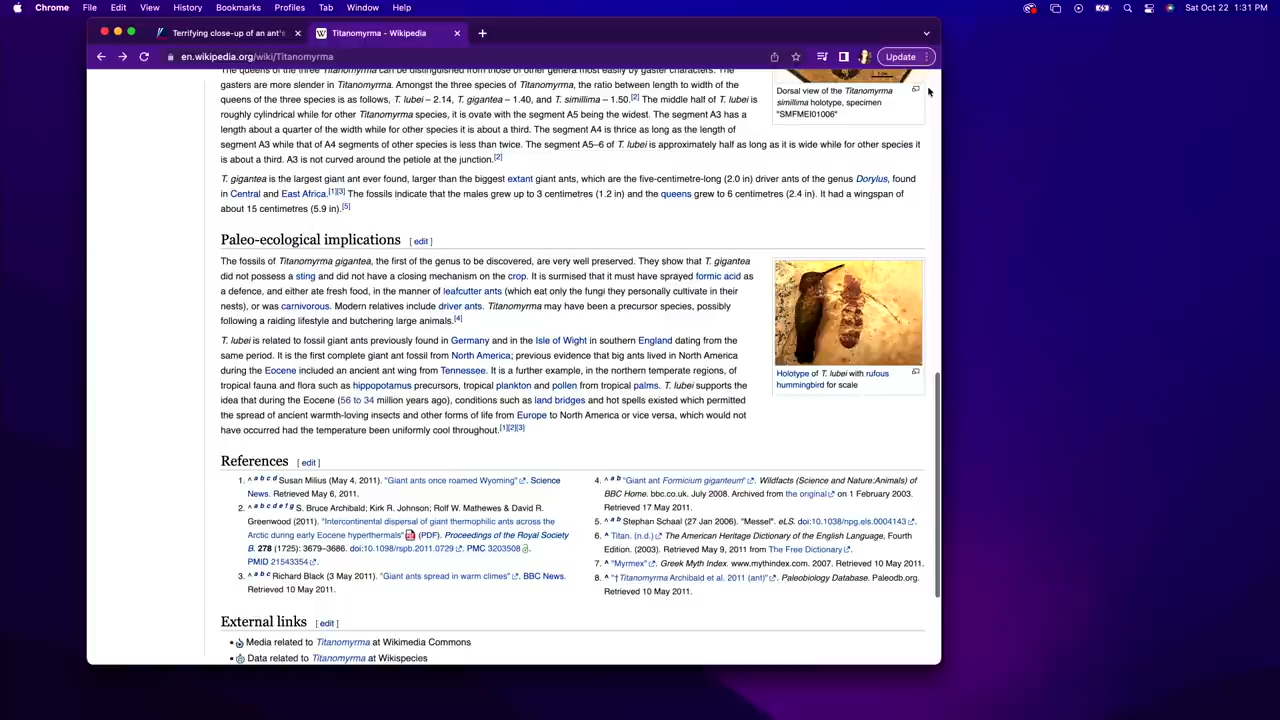 Chrome File Edit View History Bookmarks Profiles Tab Window Help Sat Oct 22 1:31 PM
Terrifying close-up of an ant's
Titanomyrma - Wikipedia
en.wikipedia.org/wiki/Titanomyrma
Update
The queens of the three Titanomyrma can be distinguished from those of other genera most easily by gaster characters. The
gasters are more slender in Titanomyrma. Amongst the three species of Titanomyrma, the ratio between length to width of the
queens of the three species is as follows, T. lubei – 2.14, T. gigantea – 1.40, and T. simillima – 1.50.[2] The middle half of T. lubei is
roughly cylindrical while for other Titanomyrma species, it is ovate with the segment A5 being the widest. The segment A3 has a
length about a quarter of the width while for other species it is about a third. The segment A4 is thrice as long as the length of
segment A3 while that of A4 segments of other species is less than twice. The segment A5–6 of T. lubei is approximately half as long as it is wide while for other species it
is about a third. A3 is not curved around the petiole at the junction.[2]
Dorsal view of the Titanomyrma
simillima holotype, specimen
"SMFMEI01006"
T. gigantea is the largest giant ant ever found, larger than the biggest extant giant ants, which are the five-centimetre-long (2.0 in) driver ants of the genus Dorylus, found
in Central and East Africa.[1][3] The fossils indicate that the males grew up to 3 centimetres (1.2 in) and the queens grew to 6 centimetres (2.4 in). It had a wingspan of
about 15 centimetres (5.9 in).[5]
Paleo-ecological implications [ edit ]
The fossils of Titanomyrma gigantea, the first of the genus to be discovered, are very well preserved. They show that T. gigantea
did not possess a sting and did not have a closing mechanism on the crop. It is surmised that it must have sprayed formic acid as
a defence, and either ate fresh food, in the manner of leafcutter ants (which eat only the fungi they personally cultivate in their
nests), or was carnivorous. Modern relatives include driver ants. Titanomyrma may have been a precursor species, possibly
following a raiding lifestyle and butchering large animals.[4]
T. lubei is related to fossil giant ants previously found in Germany and in the Isle of Wight in southern England dating from the
same period. It is the first complete giant ant fossil from North America; previous evidence that big ants lived in North America
during the Eocene included an ancient ant wing from Tennessee. It is a further example, in the northern temperate regions, of
tropical fauna and flora such as hippopotamus precursors, tropical plankton and pollen from tropical palms. T. lubei supports the
idea that during the Eocene (56 to 34 million years ago), conditions such as land bridges and hot spells existed which permitted
the spread of ancient warmth-loving insects and other forms of life from Europe to North America or vice versa, which would not
have occurred had the temperature been uniformly cool throughout.[1][2][3]
Holotype of T. lubei with rufous
hummingbird for scale
References [ edit ]
1. ^ a b c d Susan Milius (May 4, 2011). "Giant ants once roamed Wyoming". Science
News. Retrieved May 6, 2011.
2. ^ a b c d e f g S. Bruce Archibald; Kirk R. Johnson; Rolf W. Mathewes & David R.
Greenwood (2011). "Intercontinental dispersal of giant thermophilic ants across the
Arctic during early Eocene hyperthermals" (PDF). Proceedings of the Royal Society
B. 278 (1725): 3679–3686. doi:10.1098/rspb.2011.0729. PMC 3203508.
PMID 21543354.
3. ^ a b c Richard Black (3 May 2011). "Giant ants spread in warm climes". BBC News.
Retrieved 10 May 2011.
4. ^ a b "Giant ant Formicium giganteum". Wildfacts (Science and Nature:Animals) of
BBC Home. bbc.co.uk. July 2008. Archived from the original on 1 February 2003.
Retrieved 17 May 2011.
5. ^ a b Stephan Schaal (27 Jan 2006). "Messel". eLS. doi:10.1038/npg.els.0004143.
6. ^ Titan. (n.d.) The American Heritage Dictionary of the English Language, Fourth
Edition. (2003). Retrieved May 9, 2011 from The Free Dictionary.
7. ^ "Myrmex". Greek Myth Index. www.mythindex.com. 2007. Retrieved 10 May 2011.
8. ^ "†Titanomyrma Archibald et al. 2011 (ant)". Paleobiology Database. Paleodb.org.
Retrieved 10 May 2011.
External links [ edit ]
• Media related to Titanomyrma at Wikimedia Commons
• Data related to Titanomyrma at Wikispecies